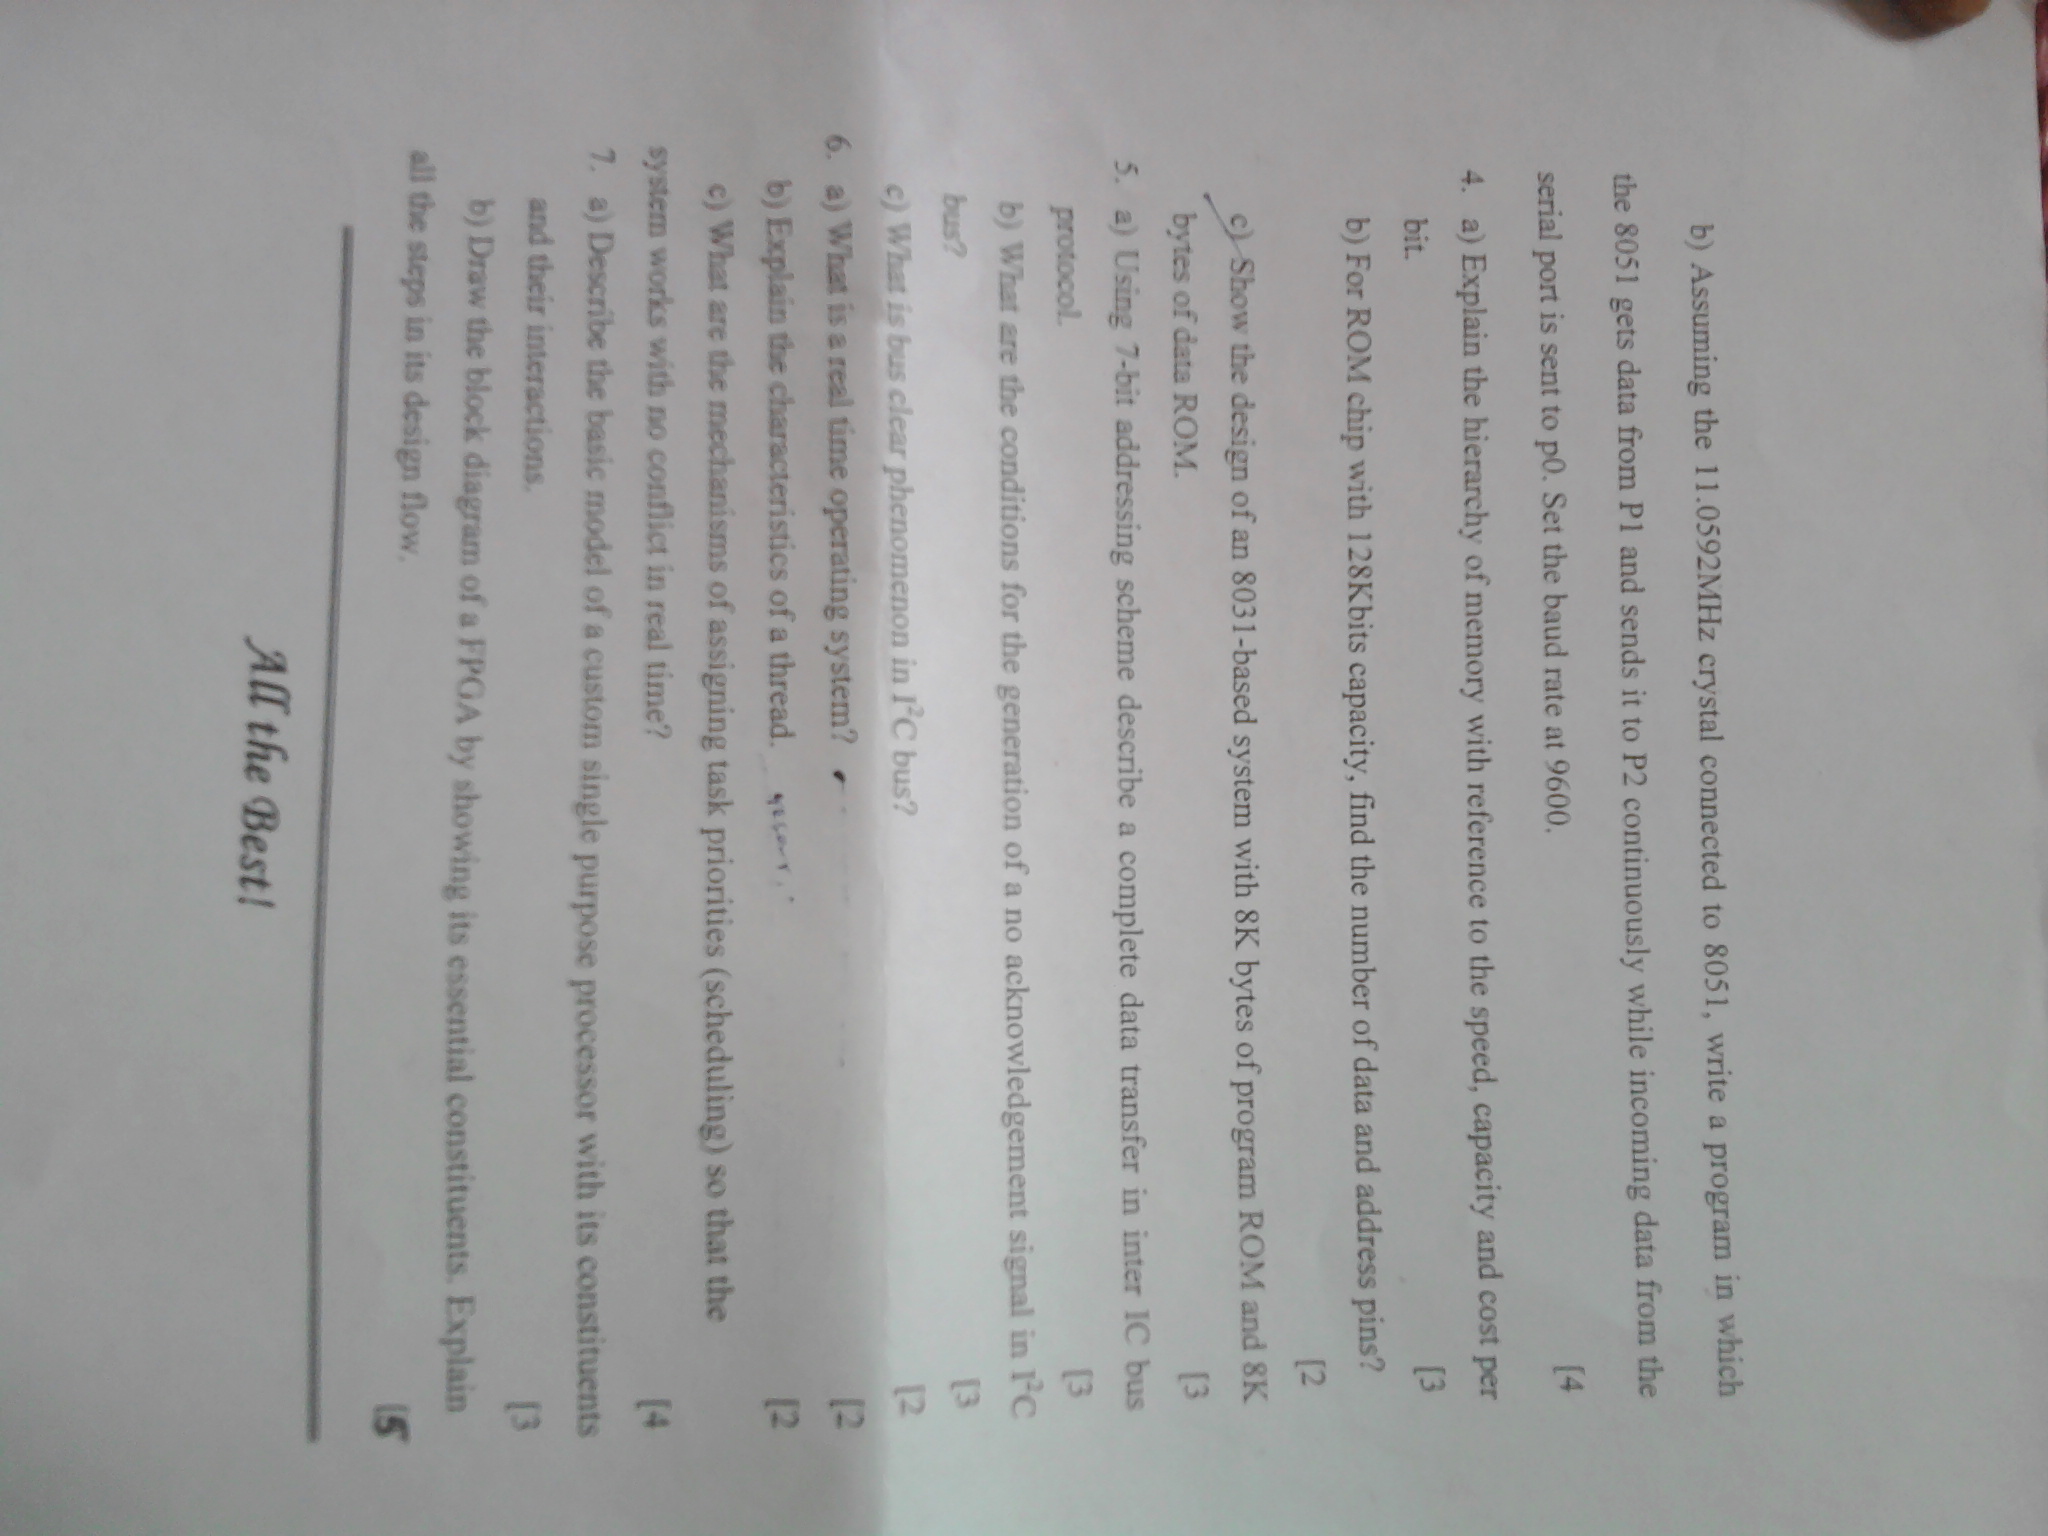 b) Assuming the 11.0592MHz crystal connected to 8051, write a program in which
the 8051 gets data from P1 and sends it to P2 continuously while incoming data from the
serial port is sent to p0. Set the baud rate at 9600. [4
4. a) Explain the hierarchy of memory with reference to the speed, capacity and cost per
bit. [3
b) For ROM chip with 128Kbits capacity, find the number of data and address pins?
[2
c) Show the design of an 8031-based system with 8K bytes of program ROM and 8K
bytes of data ROM. [3
5. a) Using 7-bit addressing scheme describe a complete data transfer in inter IC bus
protocol. [3
b) What are the conditions for the generation of a no acknowledgement signal in I²C
bus? [3
c) What is bus clear phenomenon in I²C bus? [2
6. a) What is a real time operating system? [2
b) Explain the characteristics of a thread. [2
c) What are the mechanisms of assigning task priorities (scheduling) so that the
system works with no conflict in real time? [4
7. a) Describe the basic model of a custom single purpose processor with its constituents
and their interactions. [3
b) Draw the block diagram of a FPGA by showing its essential constituents. Explain
all the steps in its design flow. [5
All the Best!